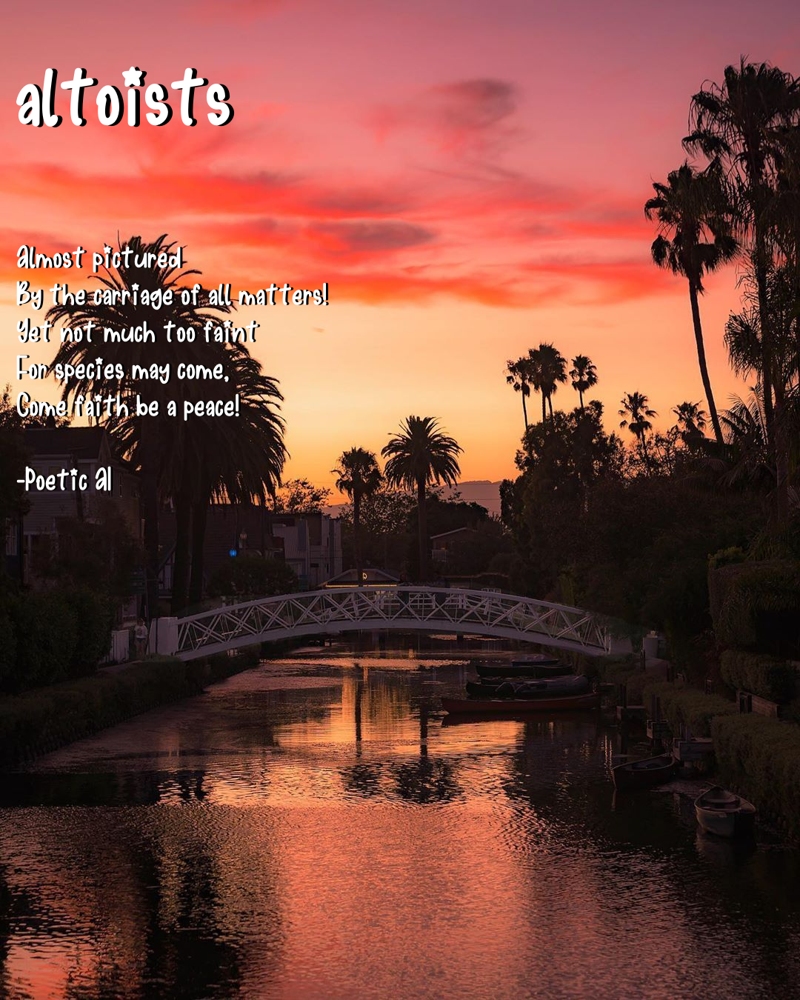 altoists
Almost pictured
By the carriage of all matters!
Yet not much too faint
For species may come,
Come faith be a peace!
-Poetic Al